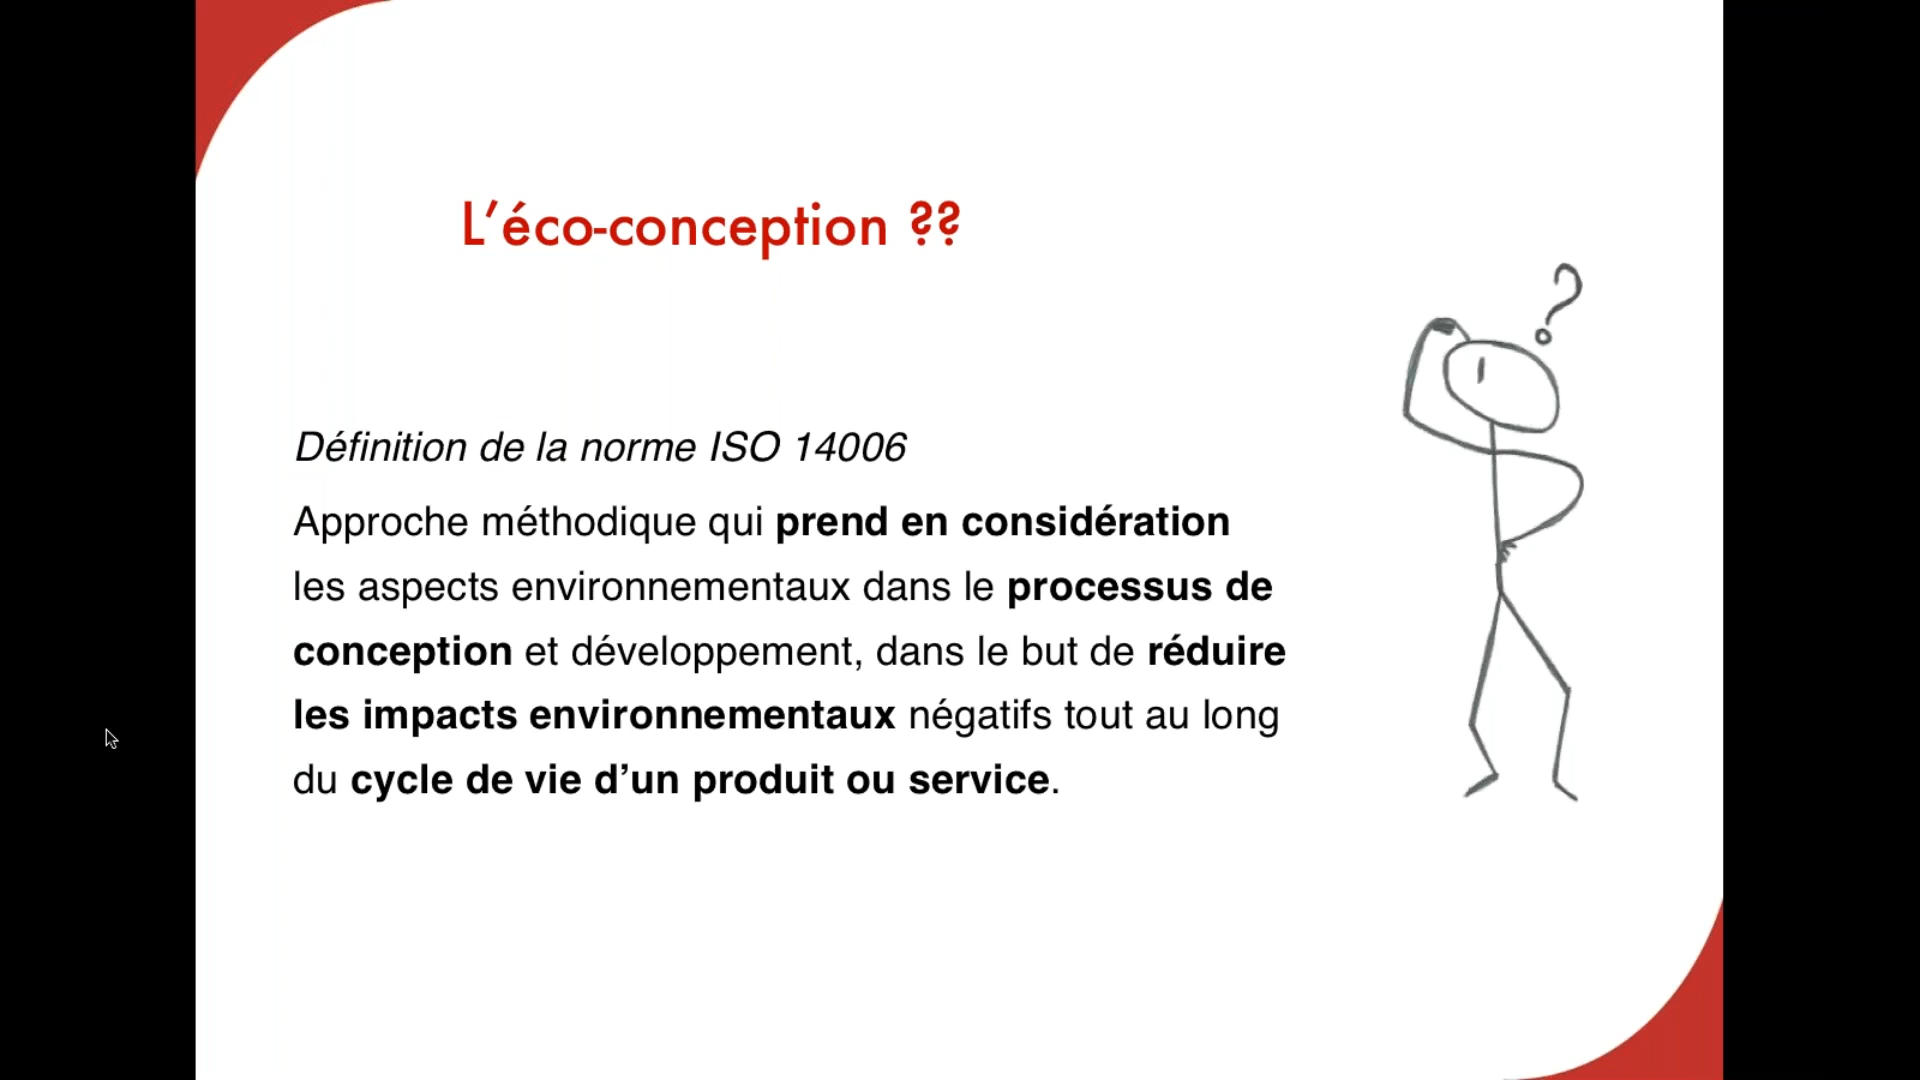 L’éco-conception ??
?
Définition de la norme ISO 14006
Approche méthodique qui prend en considération
les aspects environnementaux dans le processus de
conception et développement, dans le but de réduire
les impacts environnementaux négatifs tout au long
du cycle de vie d’un produit ou service.